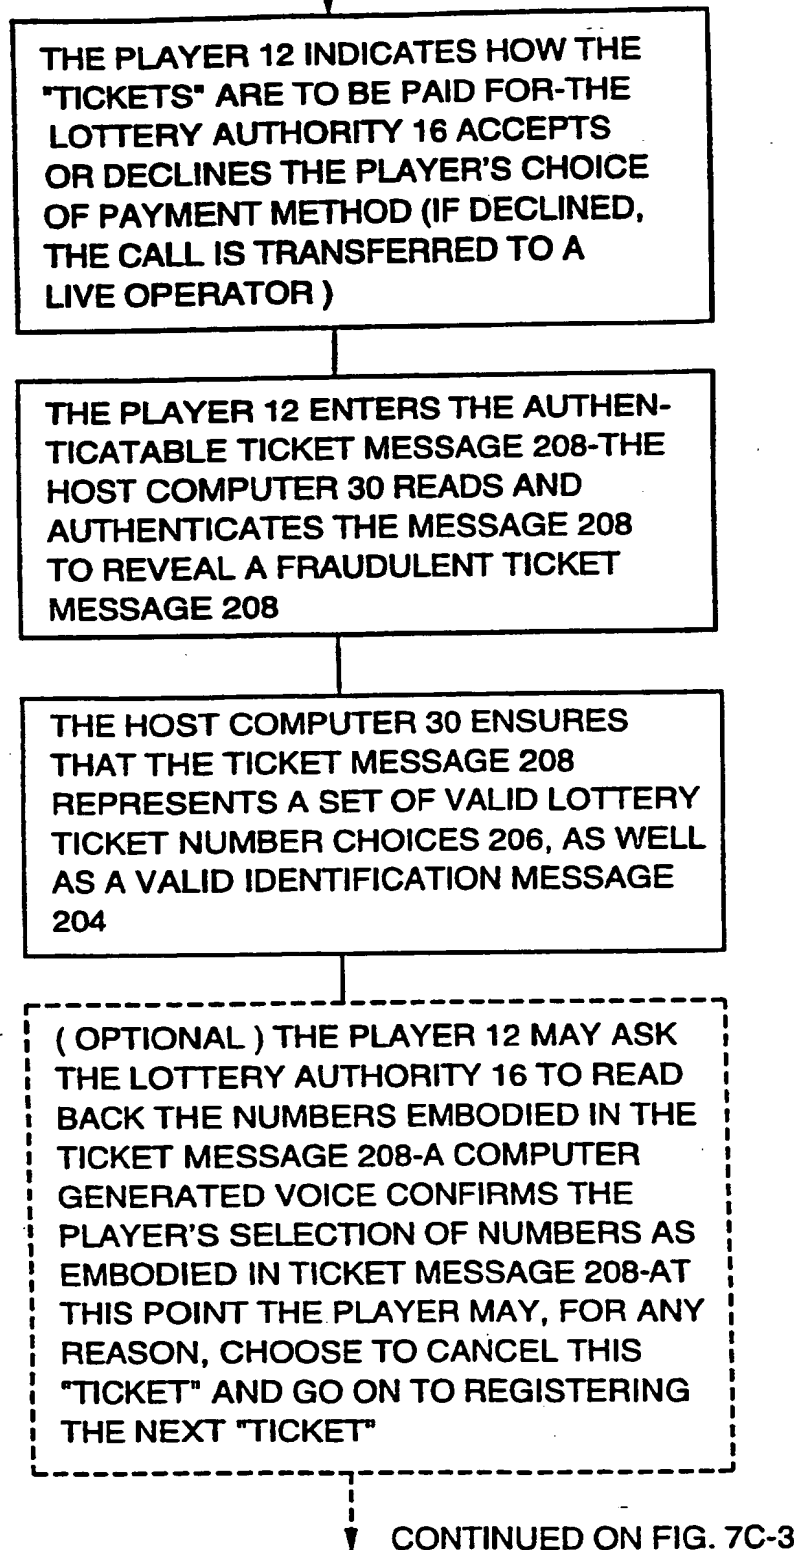 THE PLAYER 12 INDICATES HOW THE
"TICKETS" ARE TO BE PAID FOR-THE
LOTTERY AUTHORITY 16 ACCEPTS
OR DECLINES THE PLAYER'S CHOICE
OF PAYMENT METHOD (IF DECLINED,
THE CALL IS TRANSFERRED TO A
LIVE OPERATOR )
THE PLAYER 12 ENTERS THE AUTHEN-
TICATABLE TICKET MESSAGE 208-THE
HOST COMPUTER 30 READS AND
AUTHENTICATES THE MESSAGE 208
TO REVEAL A FRAUDULENT TICKET
MESSAGE 208
THE HOST COMPUTER 30 ENSURES
THAT THE TICKET MESSAGE 208
REPRESENTS A SET OF VALID LOTTERY
TICKET NUMBER CHOICES 206, AS WELL
AS A VALID IDENTIFICATION MESSAGE
204
( OPTIONAL ) THE PLAYER 12 MAY ASK
THE LOTTERY AUTHORITY 16 TO READ
BACK THE NUMBERS EMBODIED IN THE
TICKET MESSAGE 208-A COMPUTER
GENERATED VOICE CONFIRMS THE
PLAYER'S SELECTION OF NUMBERS AS
EMBODIED IN TICKET MESSAGE 208-AT
THIS POINT THE PLAYER MAY, FOR ANY
REASON, CHOOSE TO CANCEL THIS
"TICKET" AND GO ON TO REGISTERING
THE NEXT "TICKET"
CONTINUED ON FIG. 7C-3